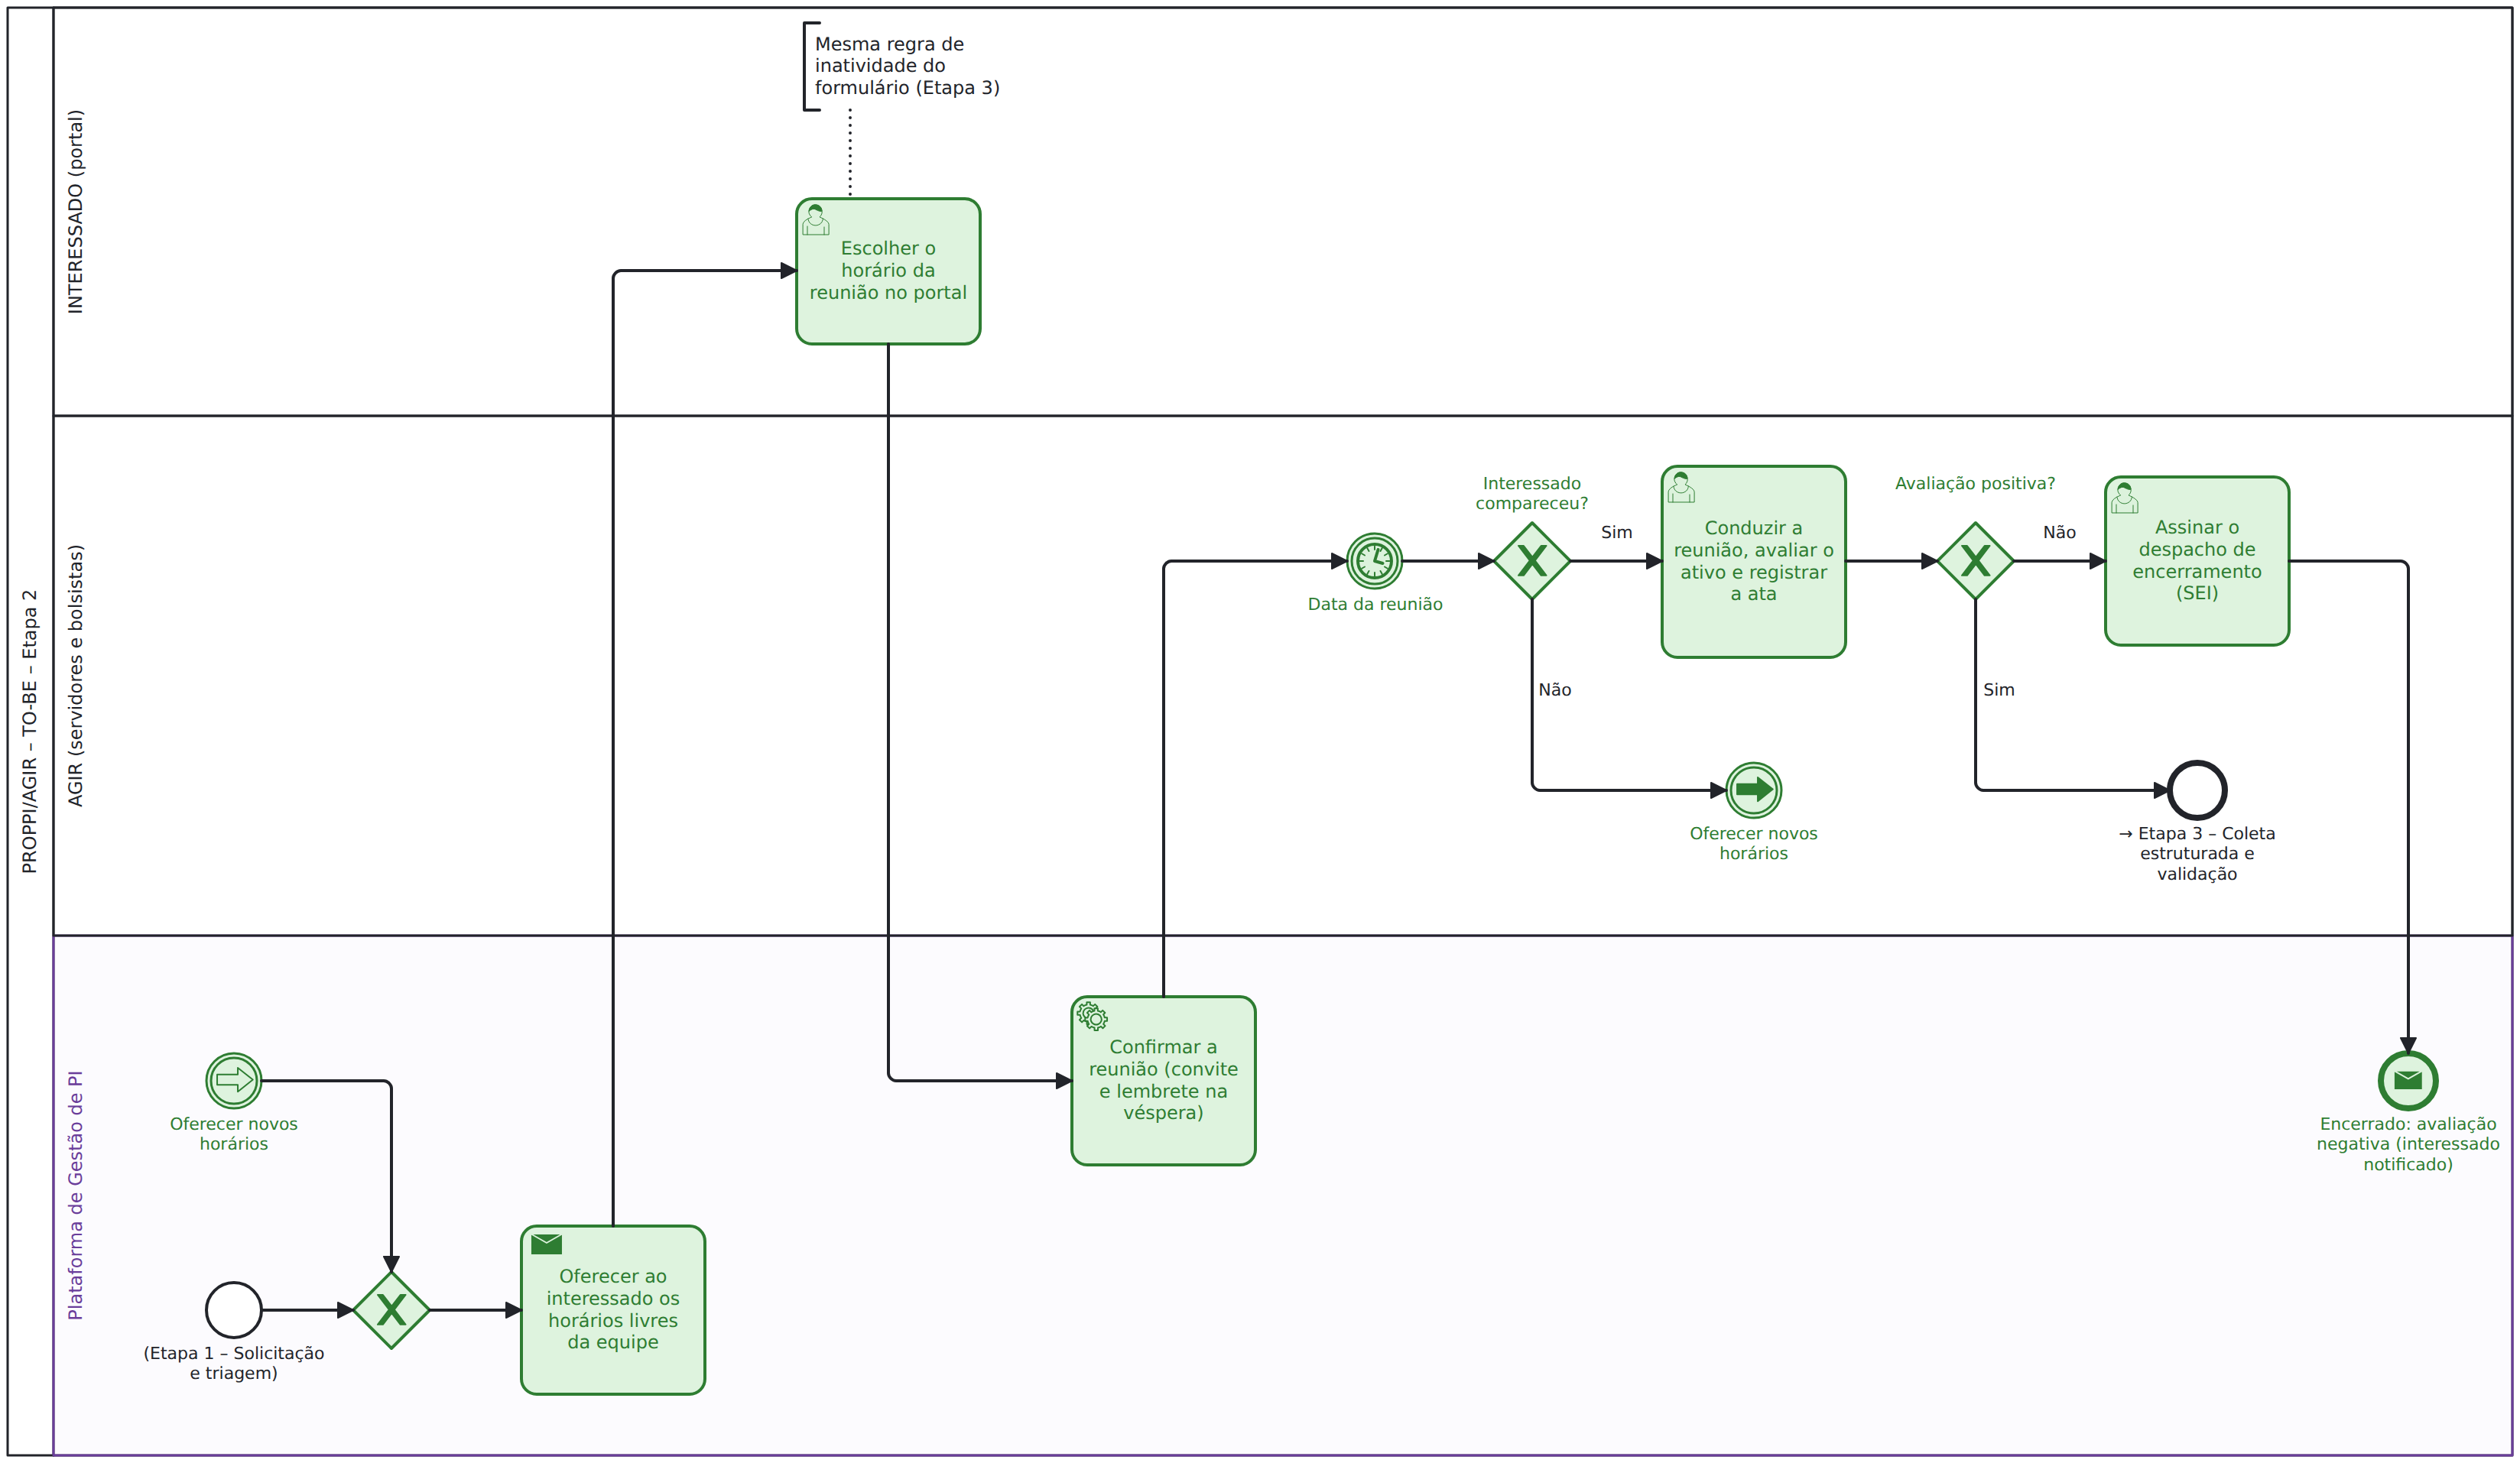 PROPPI/AGIR – TO-BE – Etapa 2
INTERESSADO (portal)
Mesma regra de
inatividade do
formulário (Etapa 3)
Escolher o
horário da
reunião no portal
AGIR (servidores e bolsistas)
Data da reunião
Interessado
compareceu?
Sim
Não
Conduzir a
reunião, avaliar o
ativo e registrar
a ata
Oferecer novos
horários
Avaliação positiva?
Não
Sim
Assinar o
despacho de
encerramento
(SEI)
→ Etapa 3 – Coleta
estruturada e
validação
Plataforma de Gestão de PI
Oferecer novos
horários
(Etapa 1 – Solicitação
e triagem)
Oferecer ao
interessado os
horários livres
da equipe
Confirmar a
reunião (convite
e lembrete na
véspera)
Encerrado: avaliação
negativa (interessado
notificado)